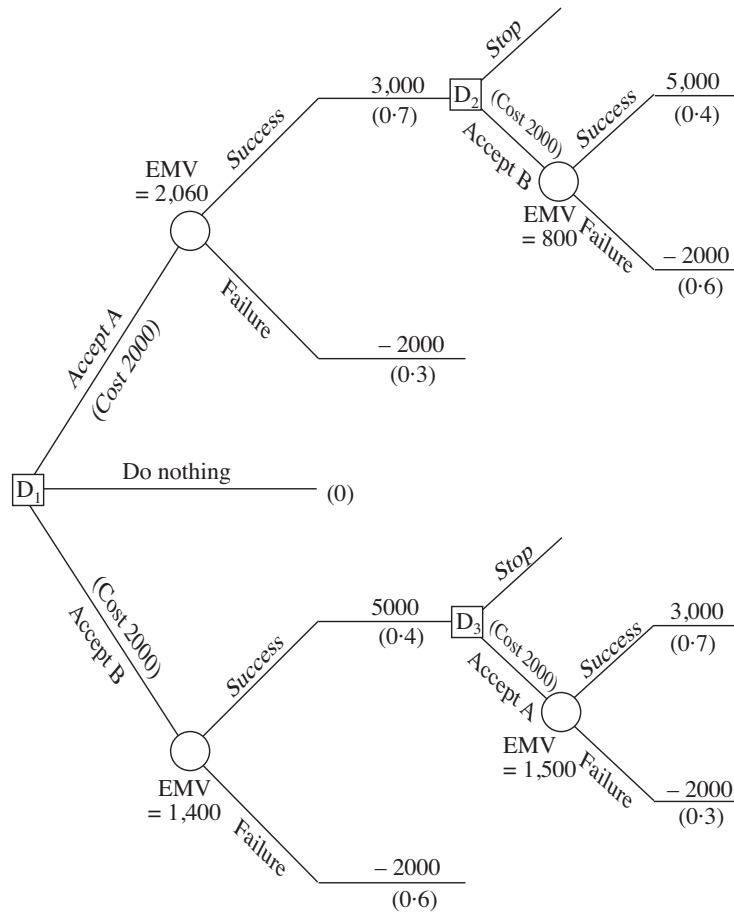 Stop
3,000
(0·7)
D2
(Cost 2000)
Accept B
Success
5,000
(0·4)
EMV
= 2,060
Success
EMV
= 800
Failure
– 2000
(0·6)
Failure
– 2000
(0·3)
Accept A
(Cost 2000)
D1
Do nothing
(0)
(Cost 2000)
Accept B
Stop
5000
(0·4)
D3
(Cost 2000)
Accept A
Success
3,000
(0·7)
Success
EMV
= 1,500
Failure
– 2000
(0·3)
EMV
= 1,400
Failure
– 2000
(0·6)